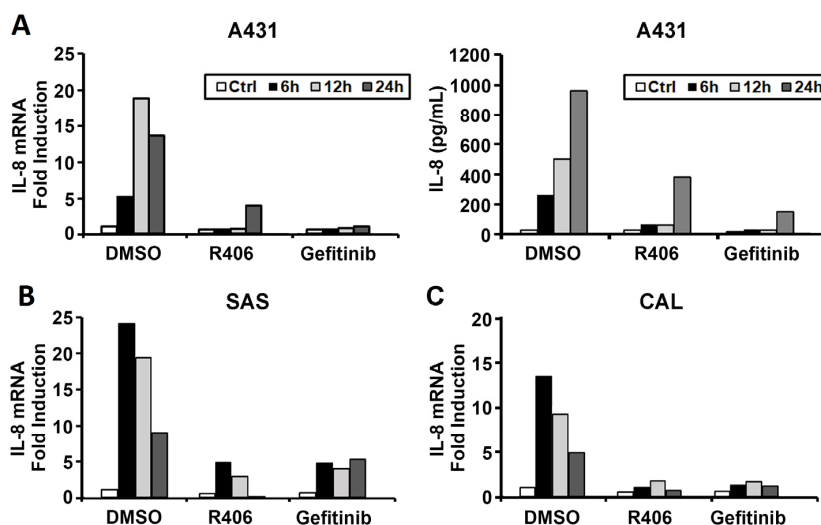 A
A431
IL-8 mRNA
Fold Induction
25
20
15
10
5
0
Ctrl 6h 12h 24h
DMSO R406 Gefitinib
A431
IL-8 (pg/mL)
1200
1000
800
600
400
200
0
Ctrl 6h 12h 24h
DMSO R406 Gefitinib
B
SAS
IL-8 mRNA
Fold Induction
25
20
15
10
5
0
DMSO R406 Gefitinib
C
CAL
IL-8 mRNA
Fold Induction
20
15
10
5
0
DMSO R406 Gefitinib